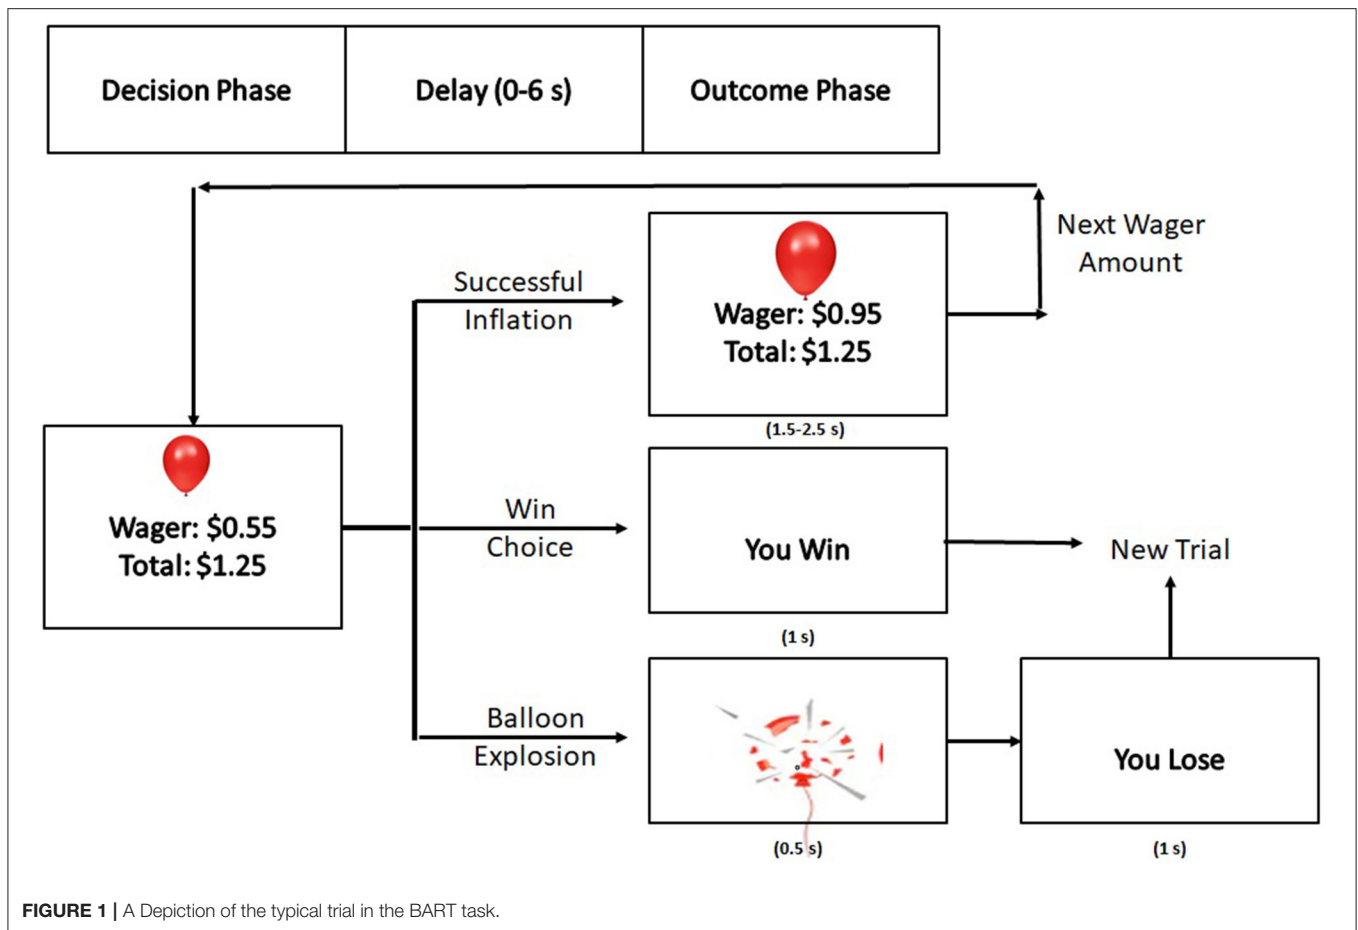 Decision Phase
Delay (0-6 s)
Outcome Phase
Next Wager
Amount
Successful
Inflation
Wager: $0.95
Total: $1.25
(1.5-2.5 s)
Wager: $0.55
Total: $1.25
Win
Choice
You Win
New Trial
(1 s)
Balloon
Explosion
You Lose
(0.5 s)
(1 s)
FIGURE 1 | A Depiction of the typical trial in the BART task.